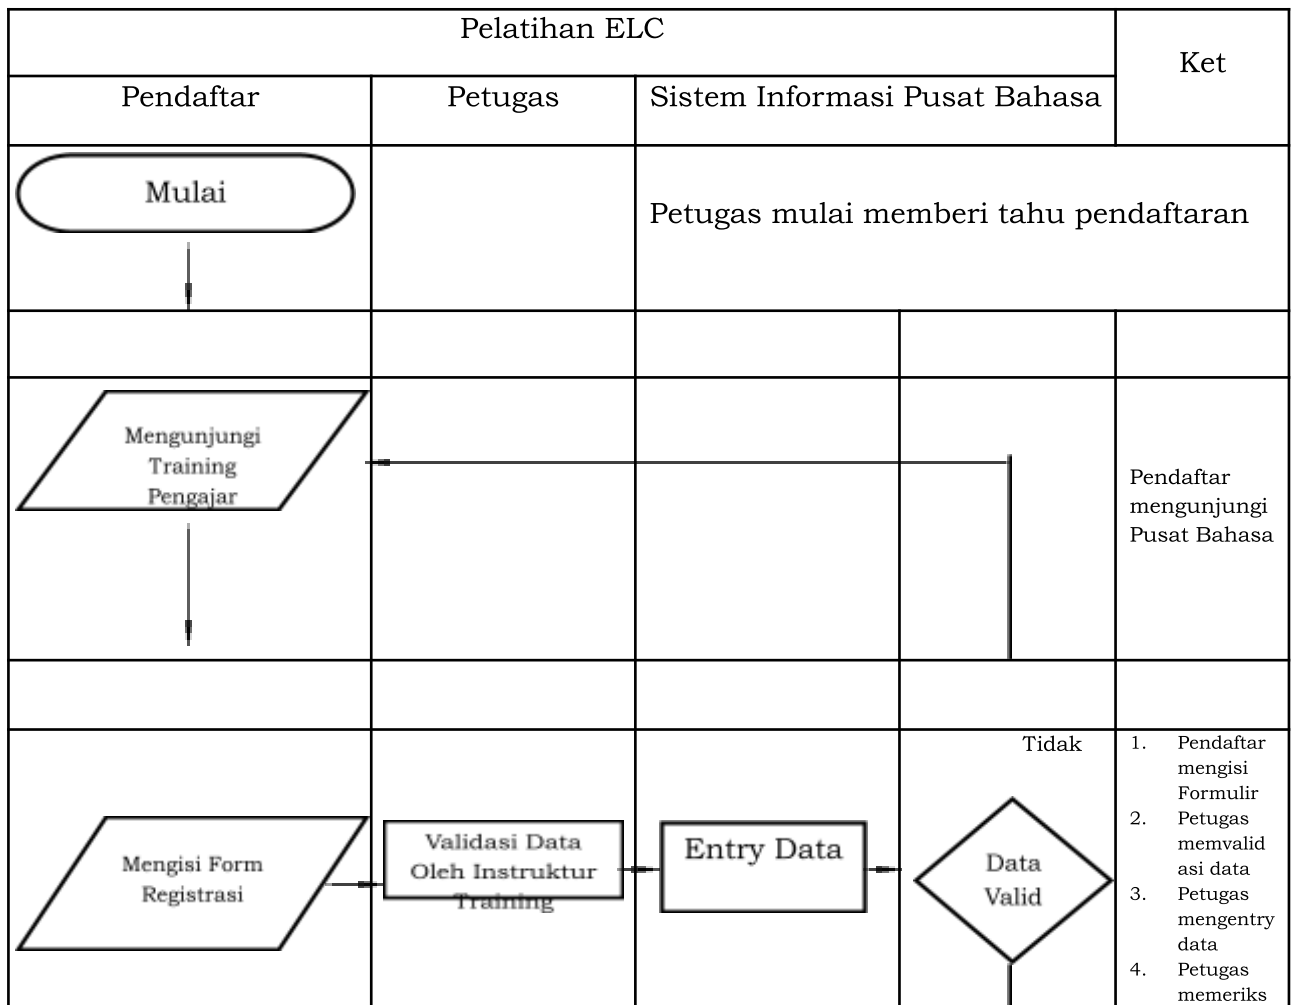 Pelatihan ELC
Ket
Pendaftar
Petugas
Sistem Informasi Pusat Bahasa
Mulai
Petugas mulai memberi tahu pendaftaran
Mengunjungi
Training
Pengajar
Pendaftar
mengunjungi
Pusat Bahasa
Mengisi Form
Registrasi
Validasi Data
Oleh Instruktur
Training
Entry Data
Tidak
Data
Valid
1. Pendaftar
mengisi
Formulir
2. Petugas
memvalid
asi data
3. Petugas
mengentry
data
4. Petugas
memeriks